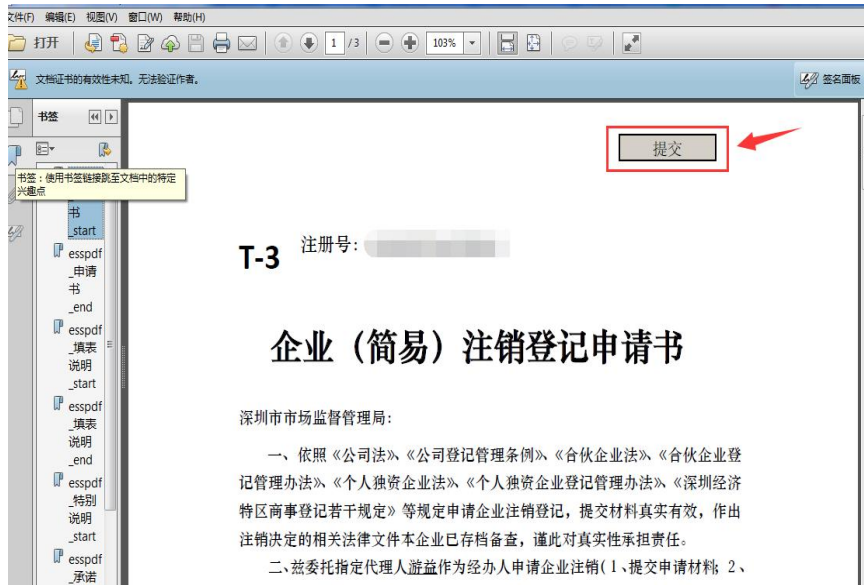 文件(F) 编辑(E) 视图(V) 窗口(W) 帮助(H)
打开 1 /3 103%
文档证书的有效性未知。无法验证作者。 签名面板
书签
书签：使用书签链接跳至文档中的特定
兴趣点
书
_start
esspdf
_申请
书
_end
esspdf
_填表
说明
_start
esspdf
_填表
说明
_end
esspdf
_特别
说明
_start
esspdf
_承诺
提交
T-3 注册号:
企业（简易）注销登记申请书
深圳市市场监督管理局:
一、依照《公司法》、《公司登记管理条例》、《合伙企业法》、《合伙企业登
记管理办法》、《个人独资企业法》、《个人独资企业登记管理办法》、《深圳经济
特区商事登记若干规定》等规定申请企业注销登记，提交材料真实有效，作出
注销决定的相关法律文件本企业已存档备查，谨此对真实性承担责任。
二、兹委托指定代理人游益作为经办人申请企业注销(1、提交申请材料; 2、